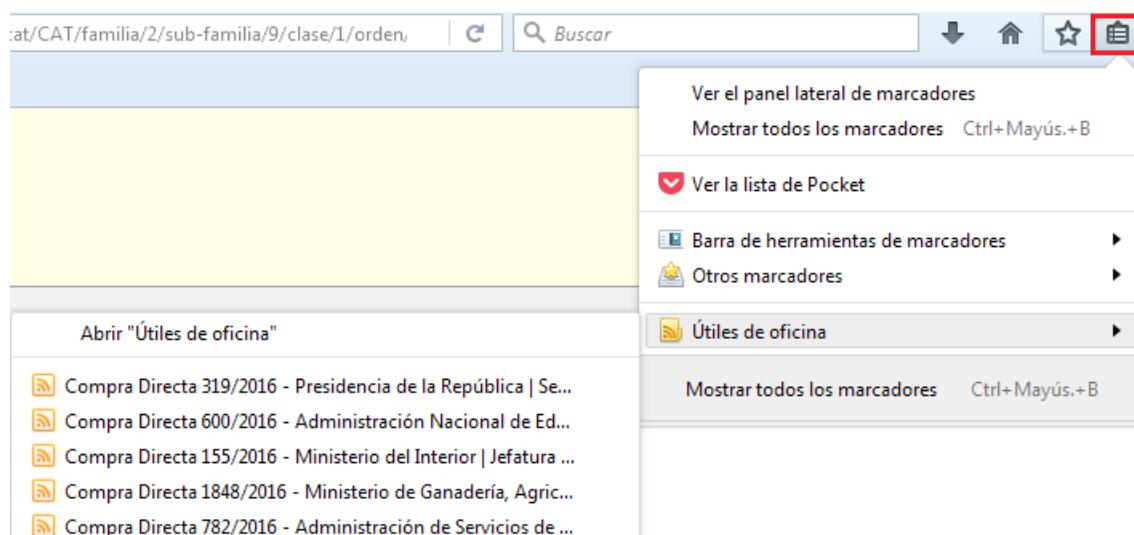 cat/CAT/familia/2/sub-familia/9/clase/1/orden/
Buscar
Ver el panel lateral de marcadores
Mostrar todos los marcadores Ctrl+Mayús.+B
Ver la lista de Pocket
Barra de herramientas de marcadores
Otros marcadores
Útiles de oficina
Mostrar todos los marcadores Ctrl+Mayús.+B
Abrir "Útiles de oficina"
Compra Directa 319/2016 - Presidencia de la República | Se...
Compra Directa 600/2016 - Administración Nacional de Ed...
Compra Directa 155/2016 - Ministerio del Interior | Jefatura ...
Compra Directa 1848/2016 - Ministerio de Ganadería, Agric...
Compra Directa 782/2016 - Administración de Servicios de ...